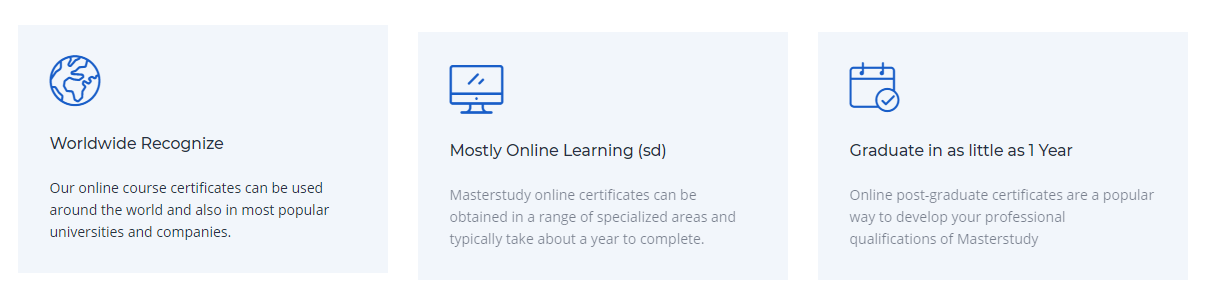 Worldwide Recognize
Our online course certificates can be used
around the world and also in most popular
universities and companies.
Mostly Online Learning (sd)
Masterstudy online certificates can be
obtained in a range of specialized areas and
typically take about a year to complete.
Graduate in as little as 1 Year
Online post-graduate certificates are a popular
way to develop your professional
qualifications of Masterstudy